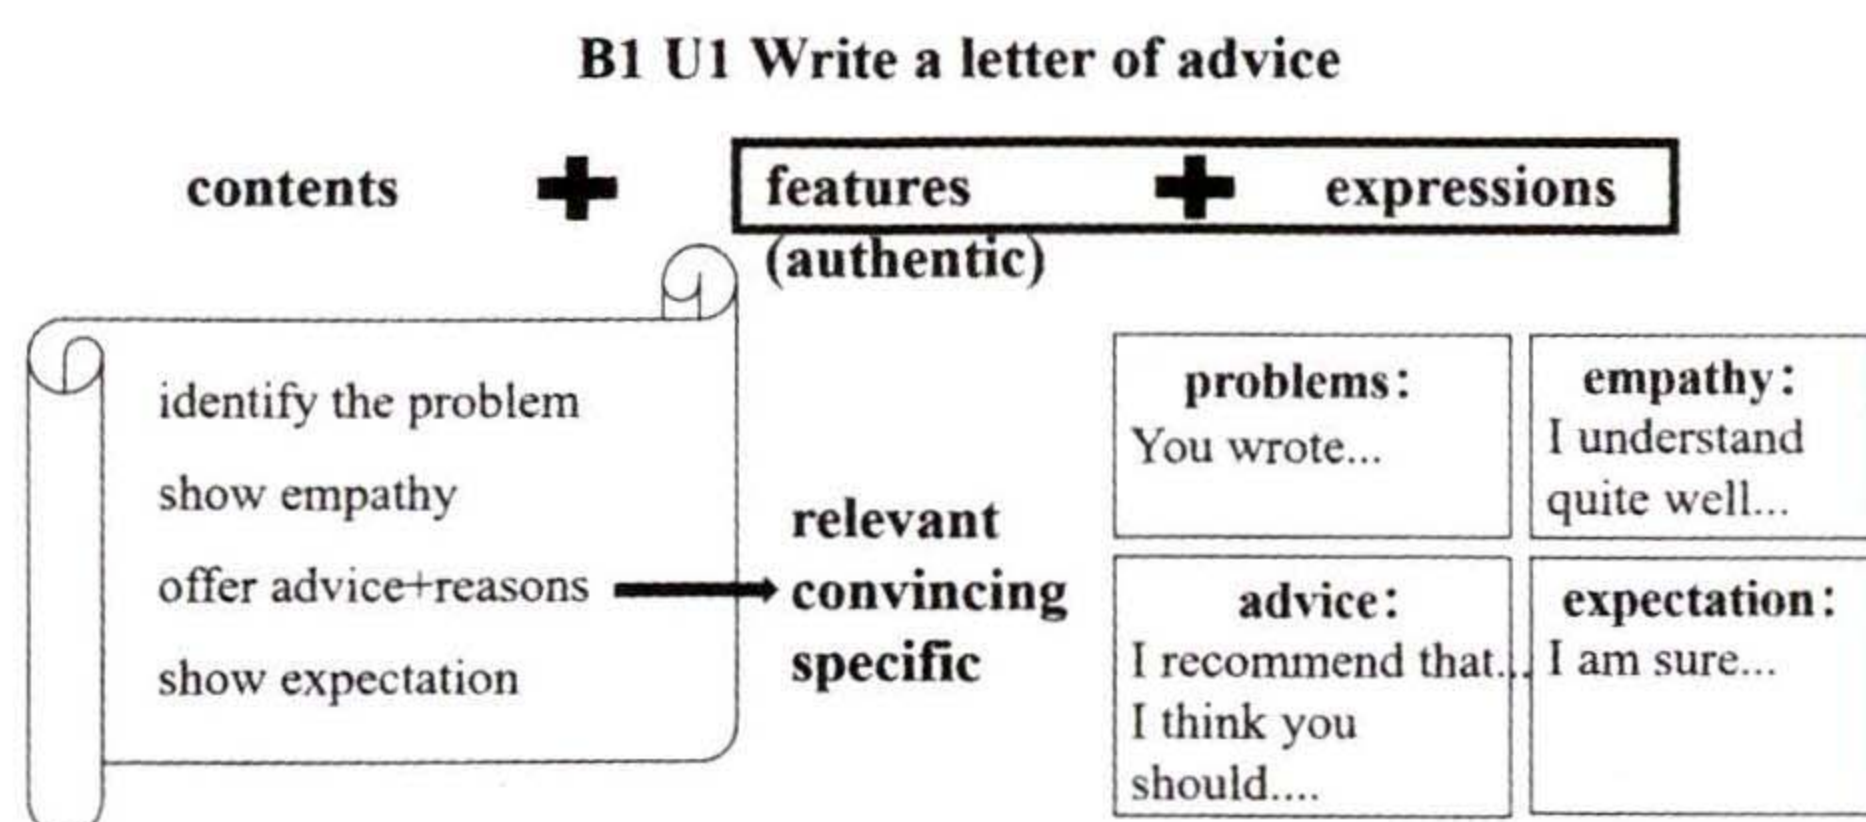 B1 U1 Write a letter of advice
contents + features + expressions
(authentic)
identify the problem
show empathy
offer advice+reasons
show expectation
relevant
convincing
specific
problems:
You wrote...
empathy:
I understand
quite well...
advice:
I recommend that...
I think you
should....
expectation:
I am sure...